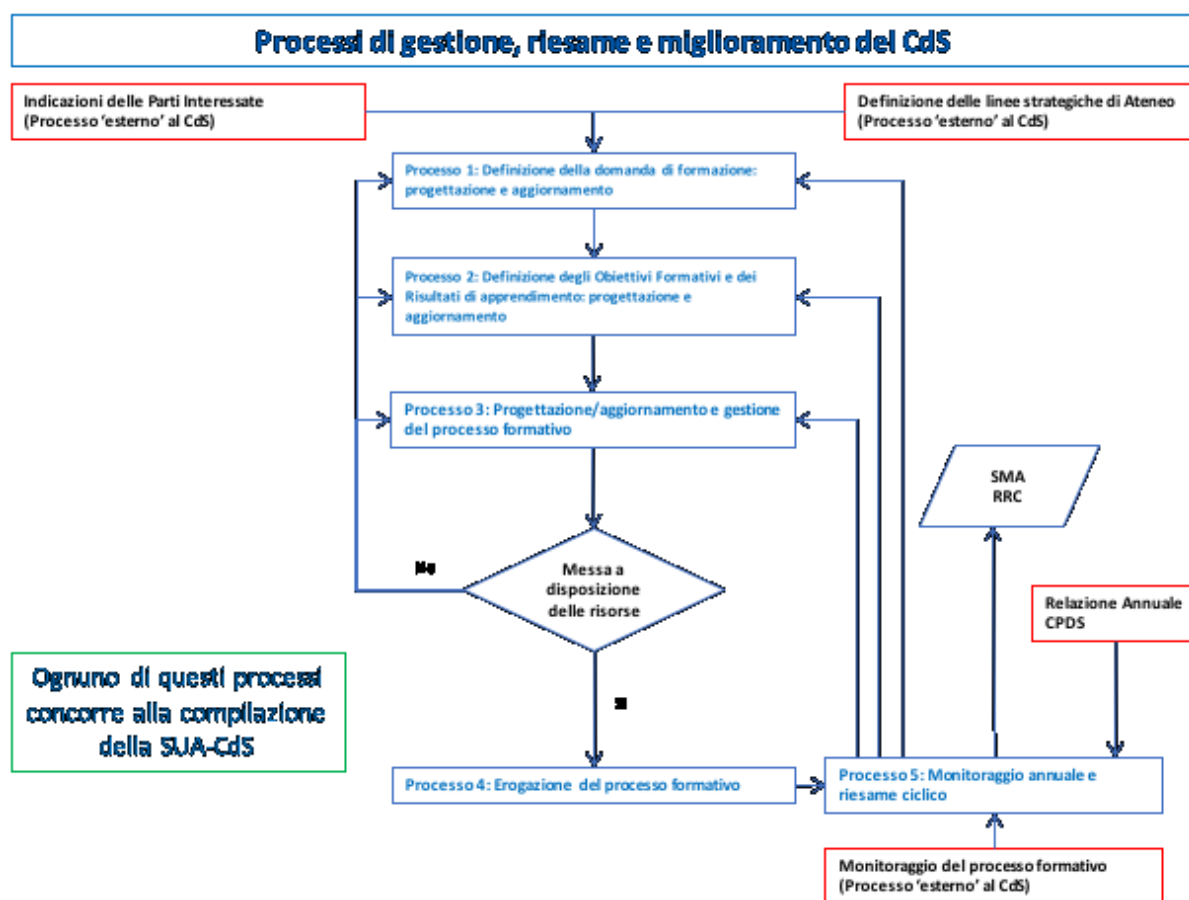 Processi di gestione, riesame e miglioramento del CdS
Indicazioni delle Parti Interessate
(Processo 'esterno' al CdS)
Definizione delle linee strategiche di Ateneo
(Processo 'esterno' al CdS)
Processo 1: Definizione della domanda di formazione:
progettazione e aggiornamento
Processo 2: Definizione degli Obiettivi Formativi e dei
Risultati di apprendimento: progettazione e
aggiornamento
Processo 3: Progettazione/aggiornamento e gestione
del processo formativo
SMA
RRC
No
Messa a
disposizione
delle risorse
Relazione Annuale
CPDS
Ognuno di questi processi
concorre alla compilazione
della SUA-CdS
SI
Processo 4: Erogazione del processo formativo
Processo 5: Monitoraggio annuale e
riesame ciclico
Monitoraggio del processo formativo
(Processo 'esterno' al CdS)